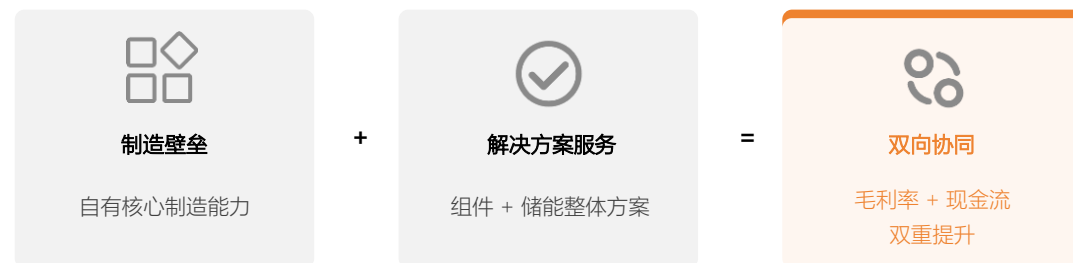 制造壁垒
自有核心制造能力
+
解决方案服务
组件 + 储能整体方案
=
双向协同
毛利率 + 现金流
双重提升